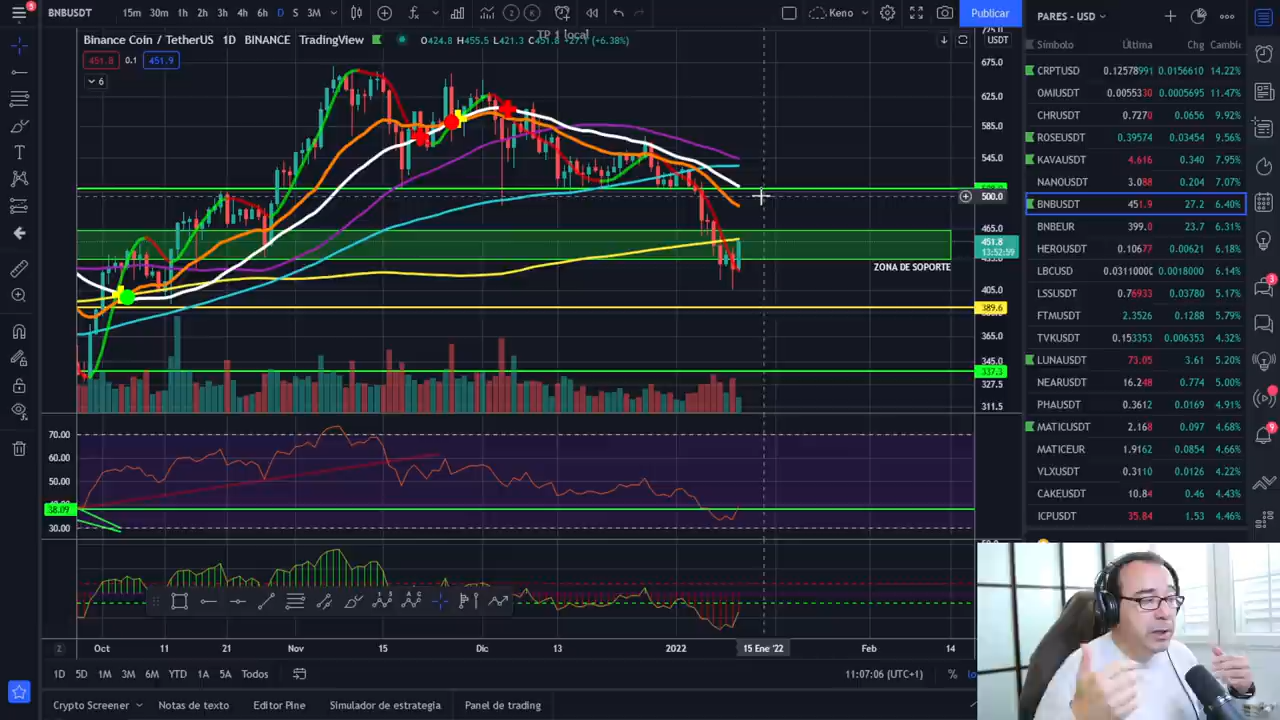 BNBUSDT
15m 30m 1h 2h 3h 4h 6h D S 3M
Keno
Publicar
PARES - USD
Binance Coin / TetherUS 1D BINANCE TradingView
O424.8 H455.5 L421.3 C451.8 +27.1 (+6.38%)
TP 1 local
451.8 0.1 451.9
6
USDT
675.0
625.0
585.0
545.0
500.0
465.0
451.8
13:52:59
ZONA DE SOPORTE
405.0
389.6
365.0
345.0
337.3
327.5
311.5
70.00
60.00
50.00
38.09
30.00
Oct 11 21 Nov 15 Dic 13 2022 15 Ene '22 Feb 14
1D 5D 1M 3M 6M YTD 1A 5A Todos
11:07:06 (UTC+1) %
Crypto Screener Notas de texto Editor Pine Simulador de estrategia Panel de trading
Símbolo Última Chg Cambio
CRPTUSD 0.12578991 0.0156610 14.22%
OMIUSDT 0.0055330 0.0005695 11.47%
CHRUSDT 0.7270 0.0656 9.92%
ROSEUSDT 0.39574 0.03454 9.56%
KAVAUSDT 4.616 0.340 7.95%
NANOUSDT 3.088 0.204 7.07%
BNBUSDT 451.9 27.2 6.40%
BNBEUR 399.0 23.7 6.31%
HEROUSDT 0.10677 0.00621 6.18%
LBCUSD 0.0311000 0.0018000 6.14%
LSSUSDT 0.76933 0.03780 5.17%
FTMUSDT 2.3526 0.1288 5.79%
TVKUSDT 0.153353 0.006353 4.32%
LUNAUSDT 73.05 3.61 5.20%
NEARUSDT 16.248 0.774 5.00%
PHAUSDT 0.3612 0.0169 4.91%
MATICUSDT 2.168 0.097 4.68%
MATICEUR 1.9162 0.0854 4.66%
VLXUSDT 0.3110 0.0126 4.22%
CAKEUSDT 10.84 0.46 4.43%
ICPUSDT 35.84 1.53 4.46%